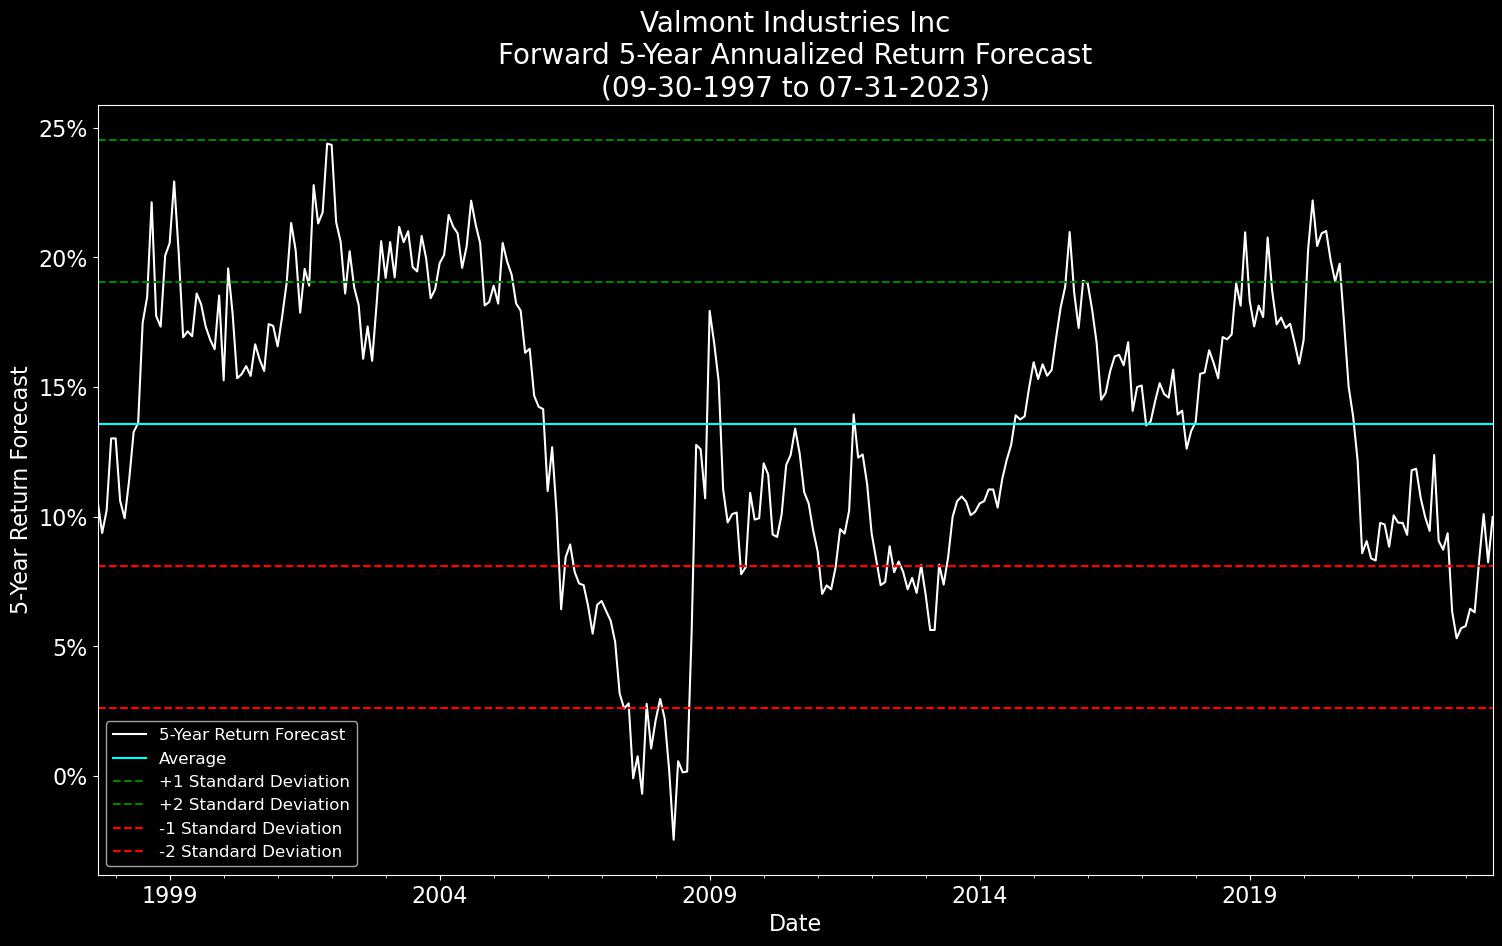 Valmont Industries Inc
Forward 5-Year Annualized Return Forecast
(09-30-1997 to 07-31-2023)
25%
20%
15%
10%
5%
0%
5-Year Return Forecast
5-Year Return Forecast
Average
+1 Standard Deviation
+2 Standard Deviation
-1 Standard Deviation
-2 Standard Deviation
1999 2004 2009 2014 2019
Date